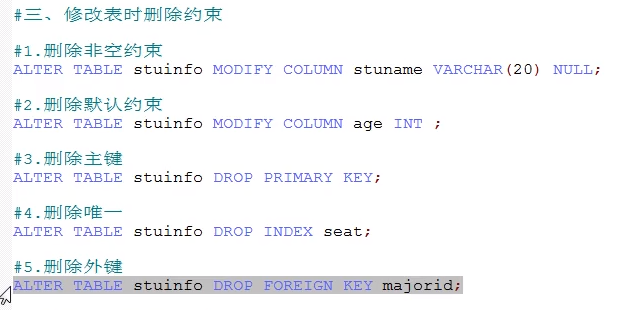 #三、修改表时删除约束
#1.删除非空约束
ALTER TABLE stuinfo MODIFY COLUMN stuname VARCHAR(20) NULL;
#2.删除默认约束
ALTER TABLE stuinfo MODIFY COLUMN age INT ;
#3.删除主键
ALTER TABLE stuinfo DROP PRIMARY KEY;
#4.删除唯一
ALTER TABLE stuinfo DROP INDEX seat;
#5.删除外键
ALTER TABLE stuinfo DROP FOREIGN KEY majorid;